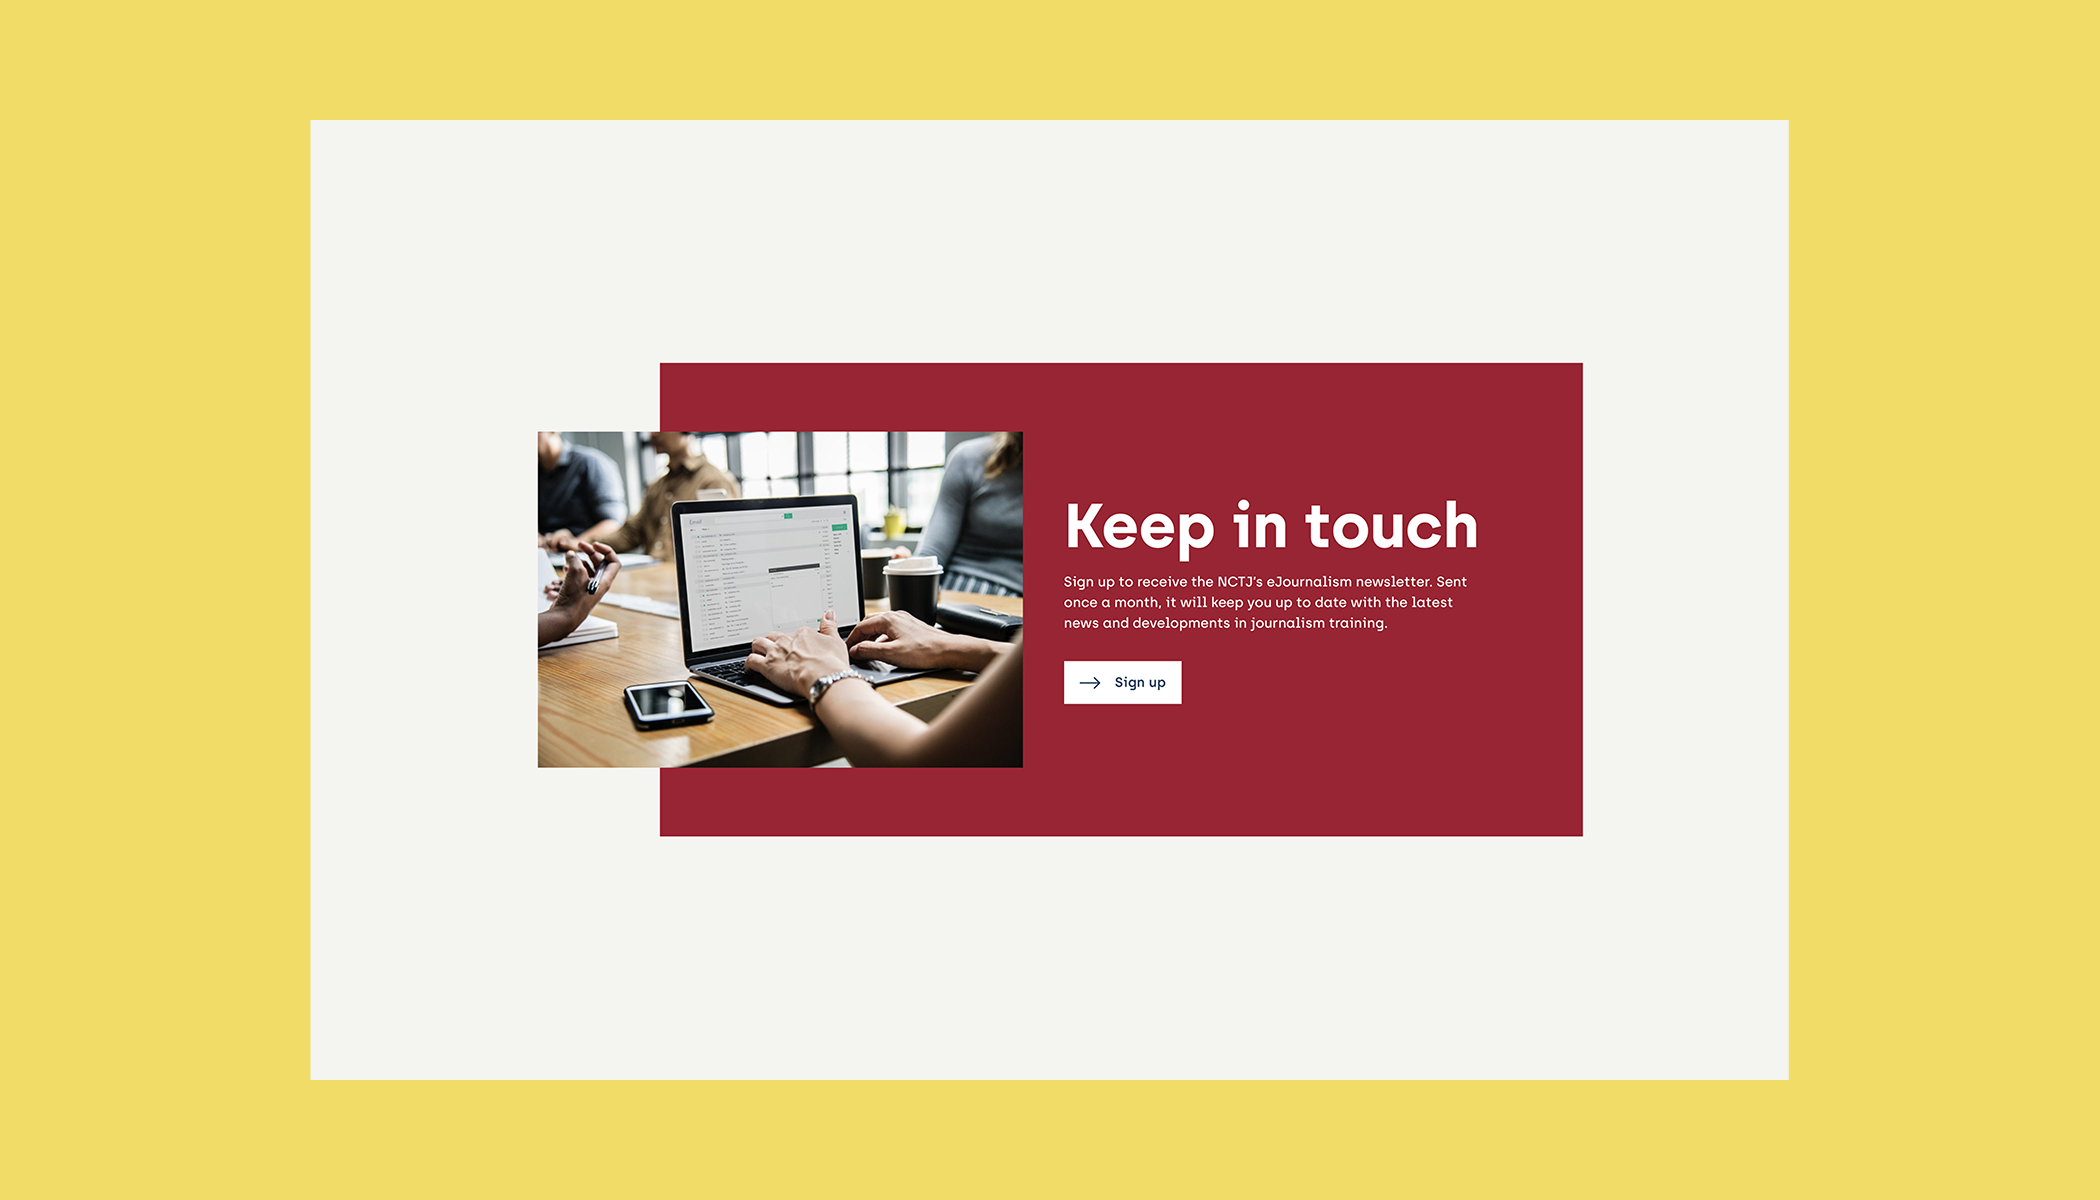 Email
Keep in touch
Sign up to receive the NCTJ's eJournalism newsletter. Sent
once a month, it will keep you up to date with the latest
news and developments in journalism training.
Sign up